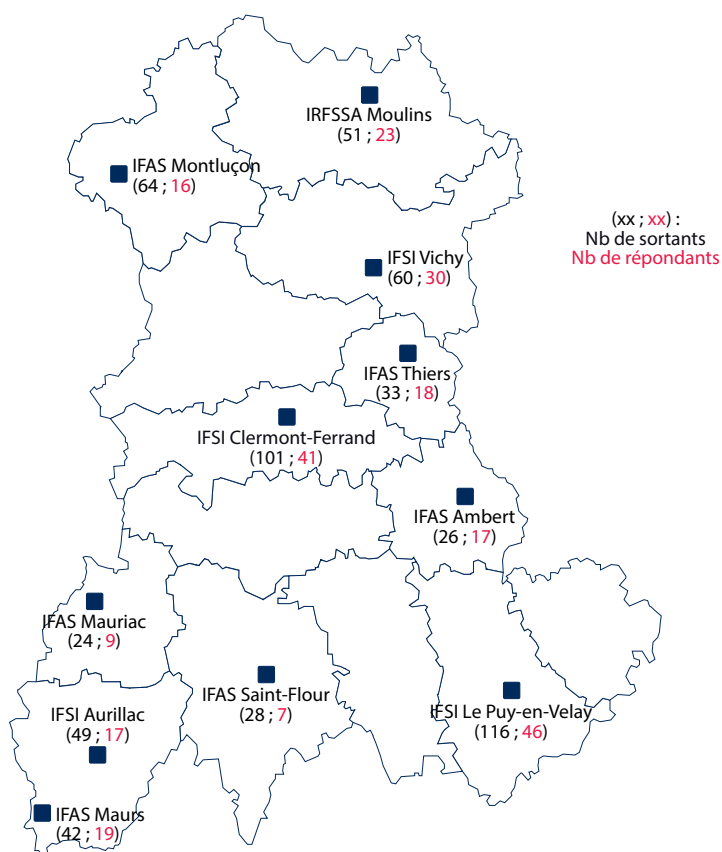 IRFSSA Moulins
(51 ; 23)
IFAS Montluçon
(64 ; 16)
(xx ; xx) :
Nb de sortants
Nb de répondants
IFSI Vichy
(60 ; 30)
IFAS Thiers
(33 ; 18)
IFSI Clermont-Ferrand
(101 ; 41)
IFAS Ambert
(26 ; 17)
IFAS Mauriac
(24 ; 9)
IFAS Saint-Flour
(28 ; 7)
IFSI Le Puy-en-Velay
(116 ; 46)
IFSI Aurillac
(49 ; 17)
IFAS Maurs
(42 ; 19)